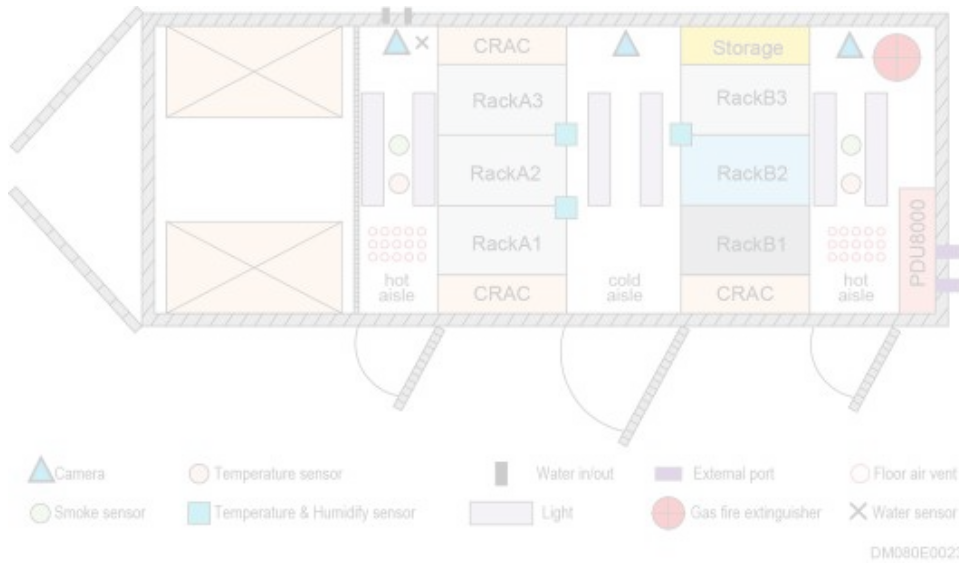 CRAC
Storage
RackA3
RackB3
RackA2
RackB2
RackA1
RackB1
PDU8000
hot
aisle
cold
aisle
hot
aisle
CRAC
CRAC
Camera
Temperature sensor
Water in/out
External port
Floor air vent
Smoke sensor
Temperature & Humidity sensor
Light
Gas fire extinguisher
Water sensor